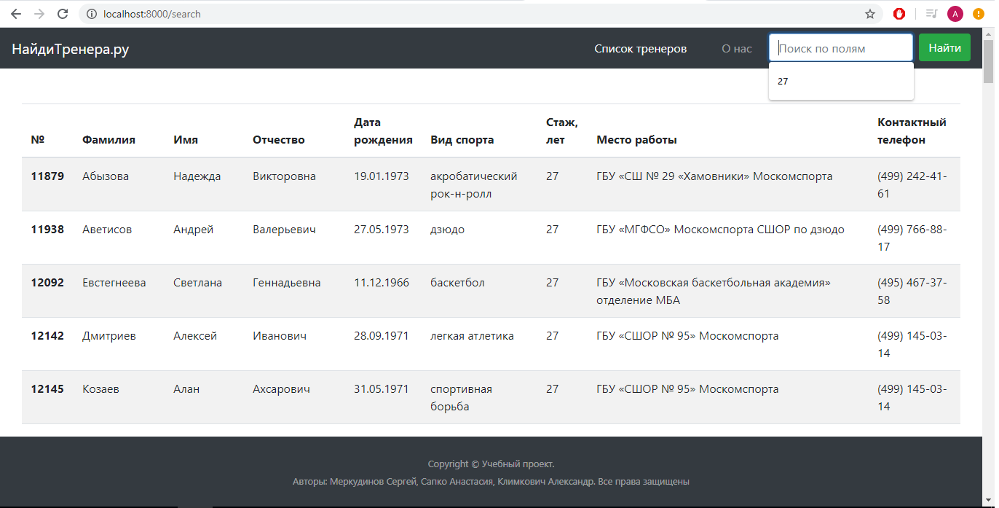 localhost:8000/search
A
НайдиТренера.ру
Список тренеров
О нас
Поиск по полям
Найти
27
№ Фамилия Имя Отчество Дата рождения Вид спорта Стаж, лет Место работы Контактный телефон
11879 Абызова Надежда Викторовна 19.01.1973 акробатический 27 ГБУ «СШ № 29 «Хамовники» Москомспорта (499) 242-41-
рок-н-ролл 61
11938 Аветисов Андрей Валерьевич 27.05.1973 дзюдо 27 ГБУ «МГФСО» Москомспорта СШОР по дзюдо (499) 766-88-
17
12092 Евстегнеева Светлана Геннадьевна 11.12.1966 баскетбол 27 ГБУ «Московская баскетбольная академия» (495) 467-37-
отделение МБА 58
12142 Дмитриев Алексей Иванович 28.09.1971 легкая атлетика 27 ГБУ «СШОР № 95» Москомспорта (499) 145-03-
14
12145 Козаев Алан Ахсарович 31.05.1971 спортивная 27 ГБУ «СШОР № 95» Москомспорта (499) 145-03-
борьба 14
Copyright © Учебный проект.
Авторы: Меркудинов Сергей, Сапко Анастасия, Климкович Александр. Все права защищены